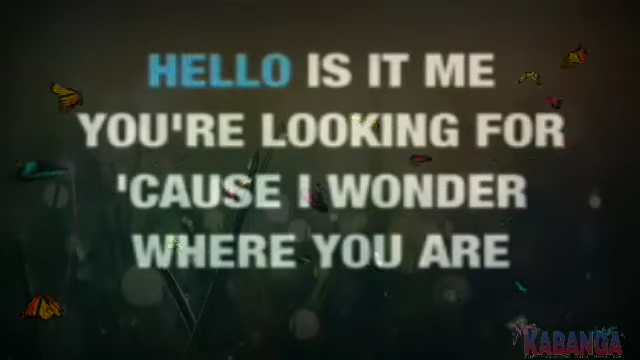 HELLO IS IT ME
YOU'RE LOOKING FOR
'CAUSE I WONDER
WHERE YOU ARE
KABANGA